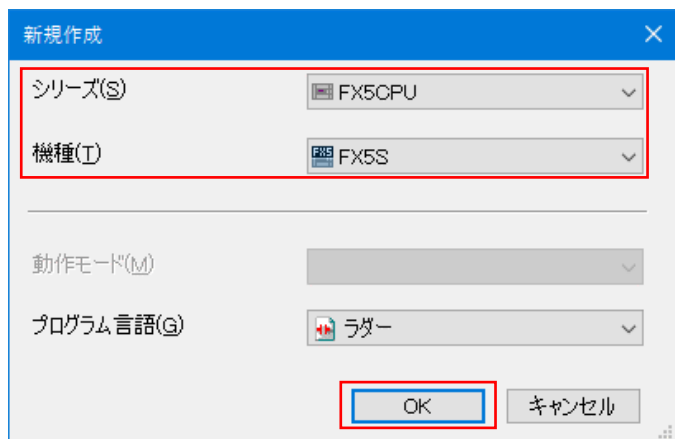 新規作成
シリーズ(S) FX5CPU
機種(T) FX5S
動作モード(M)
プログラム言語(G) ラダー
OK キャンセル